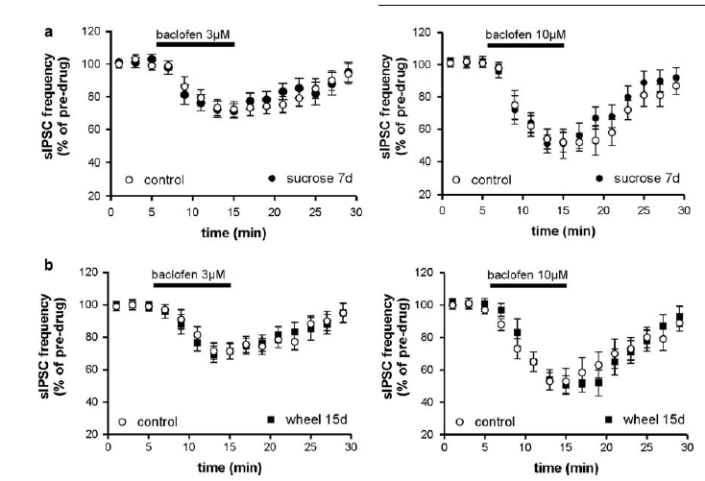 a
baclofen 3µM
120
100
80
60
40
20
sIPSC frequency
(% of pre-drug)
control
sucrose 7d
0 5 10 15 20 25 30
time (min)
baclofen 10µM
120
100
80
60
40
20
sIPSC frequency
(% of pre-drug)
control
sucrose 7d
0 5 10 15 20 25 30
time (min)
b
baclofen 3µM
120
100
80
60
40
20
sIPSC frequency
(% of pre-drug)
control
wheel 15d
0 5 10 15 20 25 30
time (min)
baclofen 10µM
120
100
80
60
40
20
sIPSC frequency
(% of pre-drug)
control
wheel 15d
0 5 10 15 20 25 30
time (min)